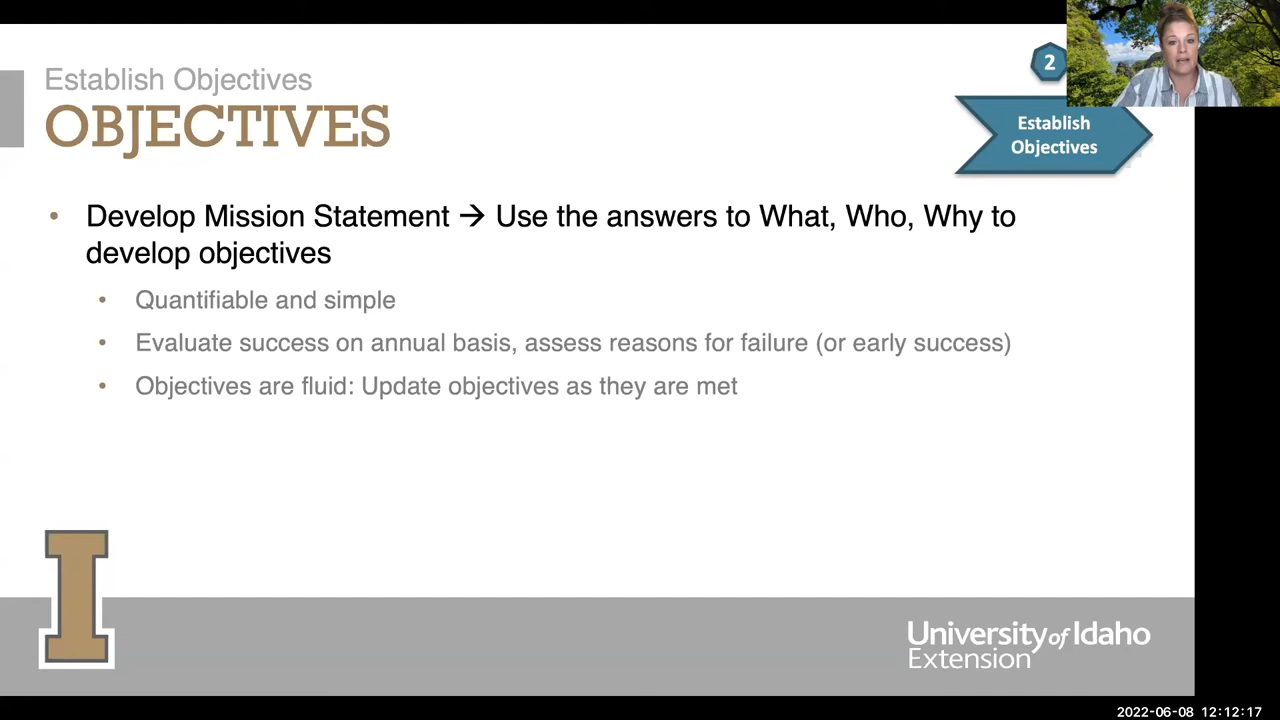 Establish Objectives
OBJECTIVES
2
Establish
Objectives
• Develop Mission Statement → Use the answers to What, Who, Why to
develop objectives
• Quantifiable and simple
• Evaluate success on annual basis, assess reasons for failure (or early success)
• Objectives are fluid: Update objectives as they are met
I
University of Idaho
Extension
2022-06-08 12:12:17